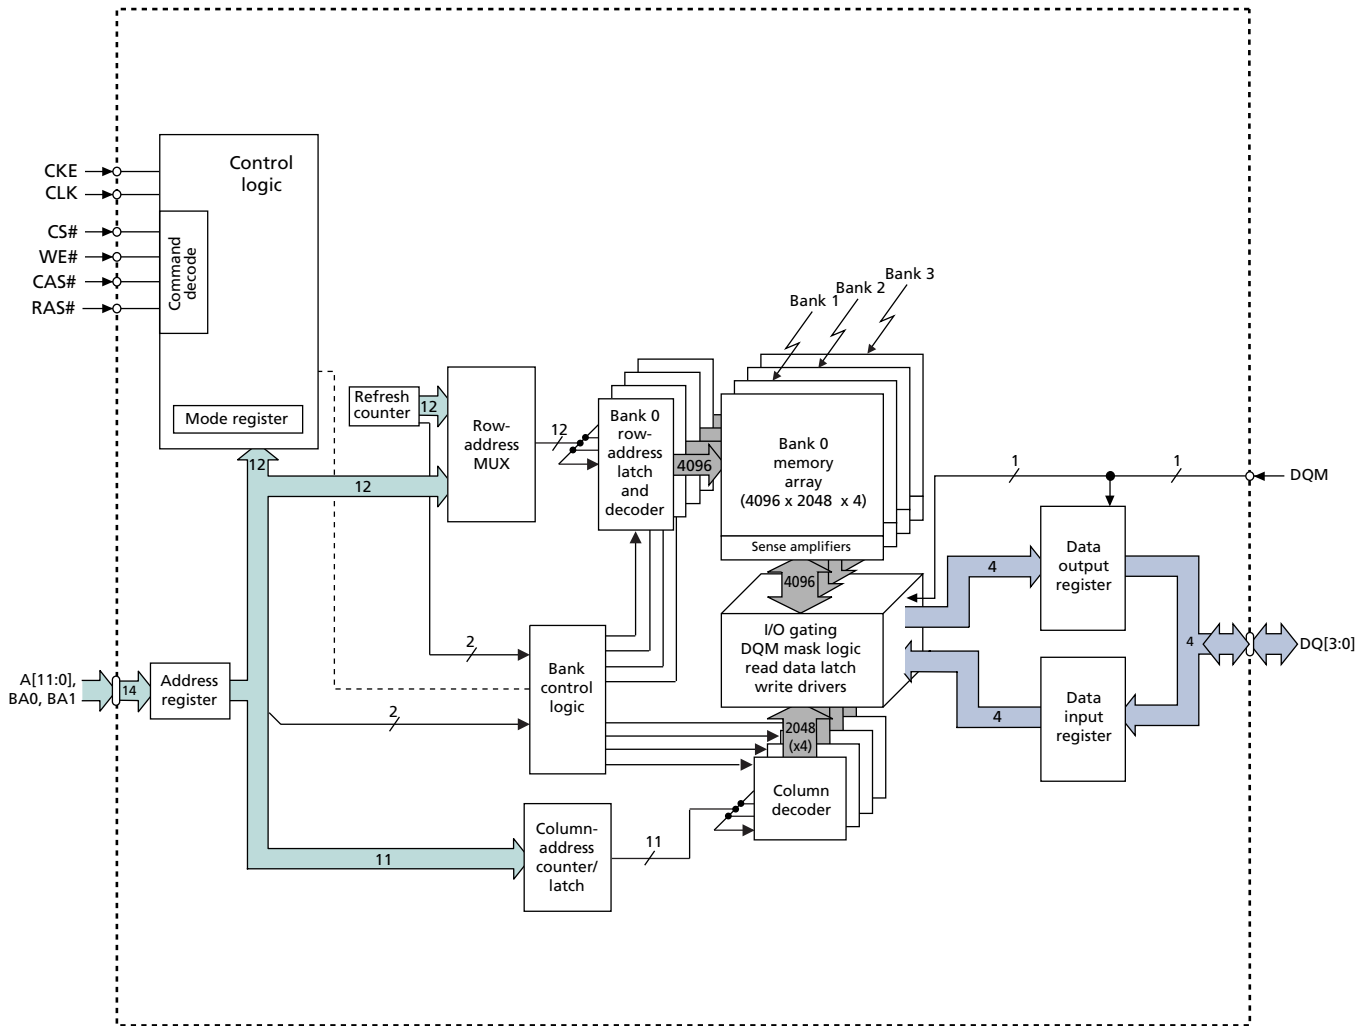 CKE
CLK
CS#
WE#
CAS#
RAS#
Control
logic
Command
decode
Mode register
12
Refresh
counter
12
12
Row-
address
MUX
12
Bank 0
row-
address
latch
and
decoder
4096
Bank 1
Bank 2
Bank 3
Bank 0
memory
array
(4096 x 2048 x 4)
Sense amplifiers
4096
I/O gating
DQM mask logic
read data latch
write drivers
1
1
DQM
4
Data
output
register
4
DQ[3:0]
4
Data
input
register
A[11:0],
BA0, BA1
14
Address
register
2
2
Bank
control
logic
2048
(x4)
Column
decoder
11
Column-
address
counter/
latch
11